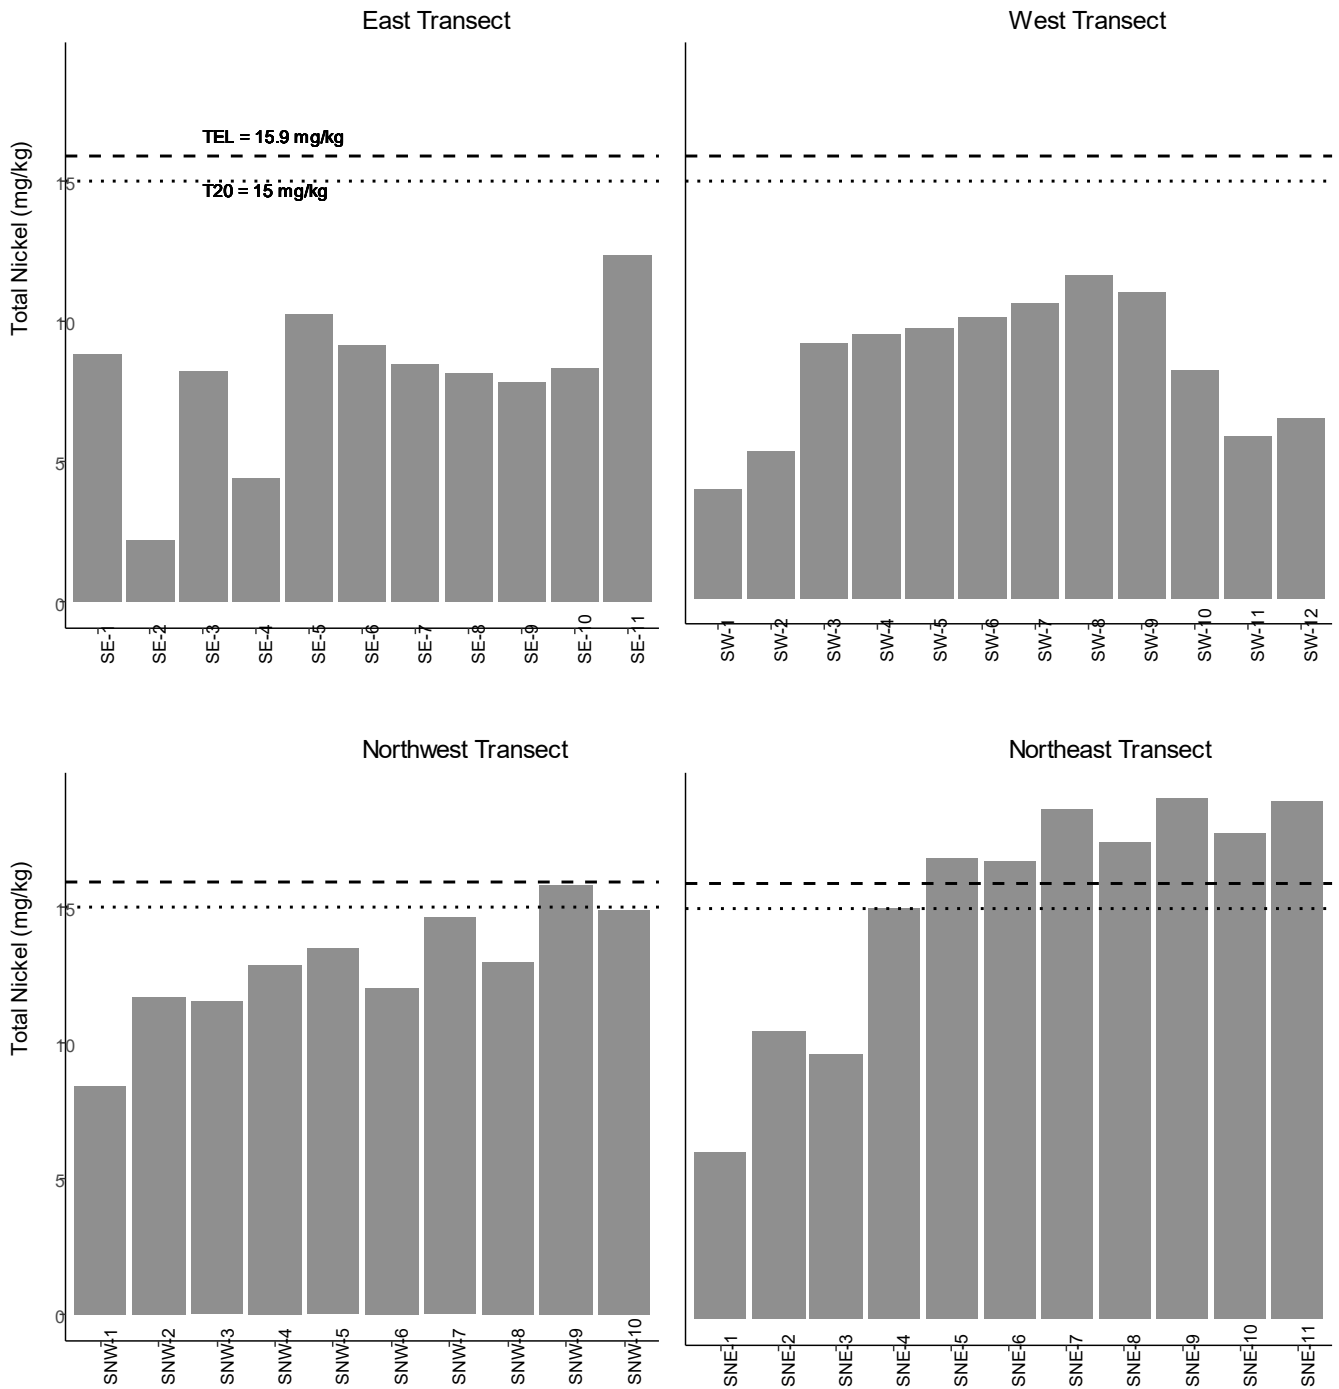 East Transect
West Transect
TEL = 15.9 mg/kg
T20 = 15 mg/kg
Total Nickel (mg/kg)
15
10
5
0
SE-1 SE-2 SE-3 SE-4 SE-5 SE-6 SE-7 SE-8 SE-9 SE-10 SE-11
SW-1 SW-2 SW-3 SW-4 SW-5 SW-6 SW-7 SW-8 SW-9 SW-10 SW-11 SW-12
Northwest Transect
Northeast Transect
Total Nickel (mg/kg)
15
10
5
0
SNW-1 SNW-2 SNW-3 SNW-4 SNW-5 SNW-6 SNW-7 SNW-8 SNW-9 SNW-10
SNE-1 SNE-2 SNE-3 SNE-4 SNE-5 SNE-6 SNE-7 SNE-8 SNE-9 SNE-10 SNE-11